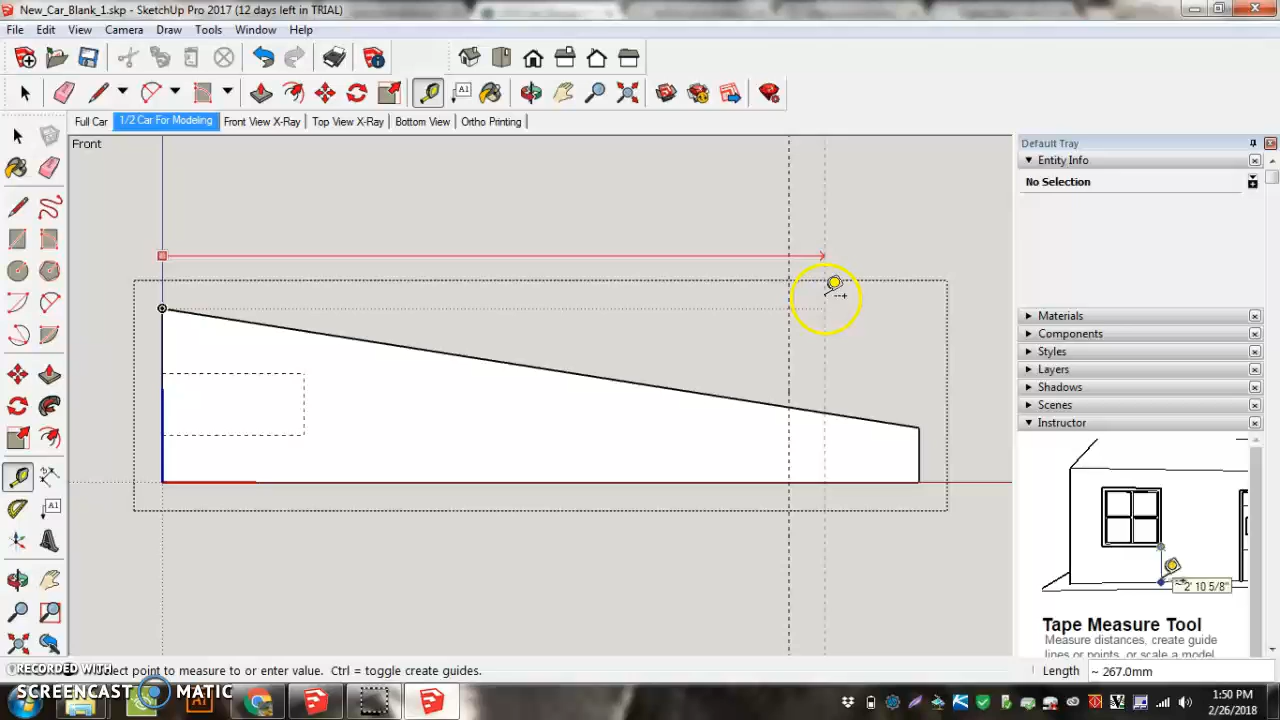 New_Car_Blank_1.skp - SketchUp Pro 2017 (12 days left in TRIAL)
File Edit View Camera Draw Tools Window Help
A1
Full Car 1/2 Car For Modeling Front View X-Ray Top View X-Ray Bottom View Ortho Printing
Front
Default Tray
Entity Info
No Selection
Materials
Components
Styles
Layers
Shadows
Scenes
Instructor
A1
2' 10 5/8"
Tape Measure Tool
Measure distances, create guide
lines or points, or scale a model.
Select point to measure to or enter value. Ctrl = toggle create guides.
Length ~ 267.0mm
RECORDED WITH
SCREENCAST MATIC
Ai
1:50 PM
2/26/2018